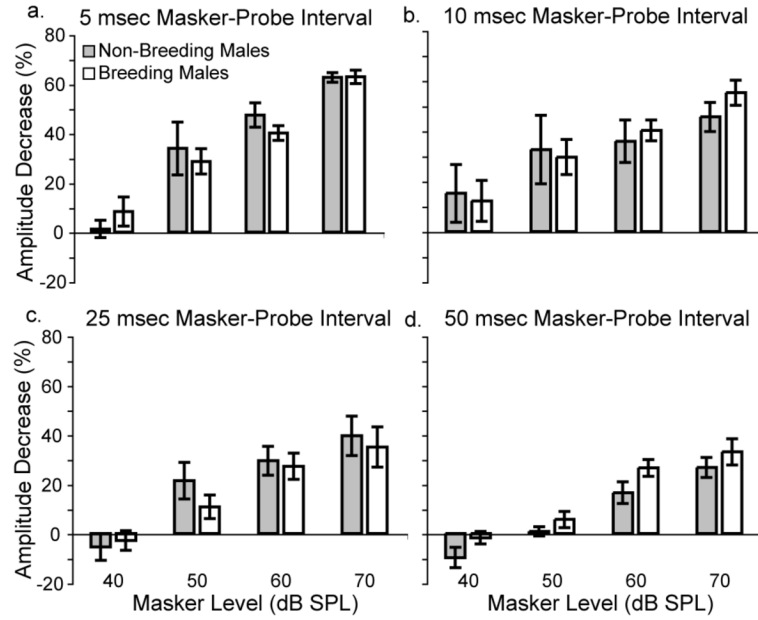 a.
5 msec Masker-Probe Interval
b.
10 msec Masker-Probe Interval
Non-Breeding Males
Breeding Males
Amplitude Decrease (%)
80
60
40
20
0
-20
c.
25 msec Masker-Probe Interval
d.
50 msec Masker-Probe Interval
Amplitude Decrease (%)
80
60
40
20
0
-20
40 50 60 70
40 50 60 70
Masker Level (dB SPL)
Masker Level (dB SPL)